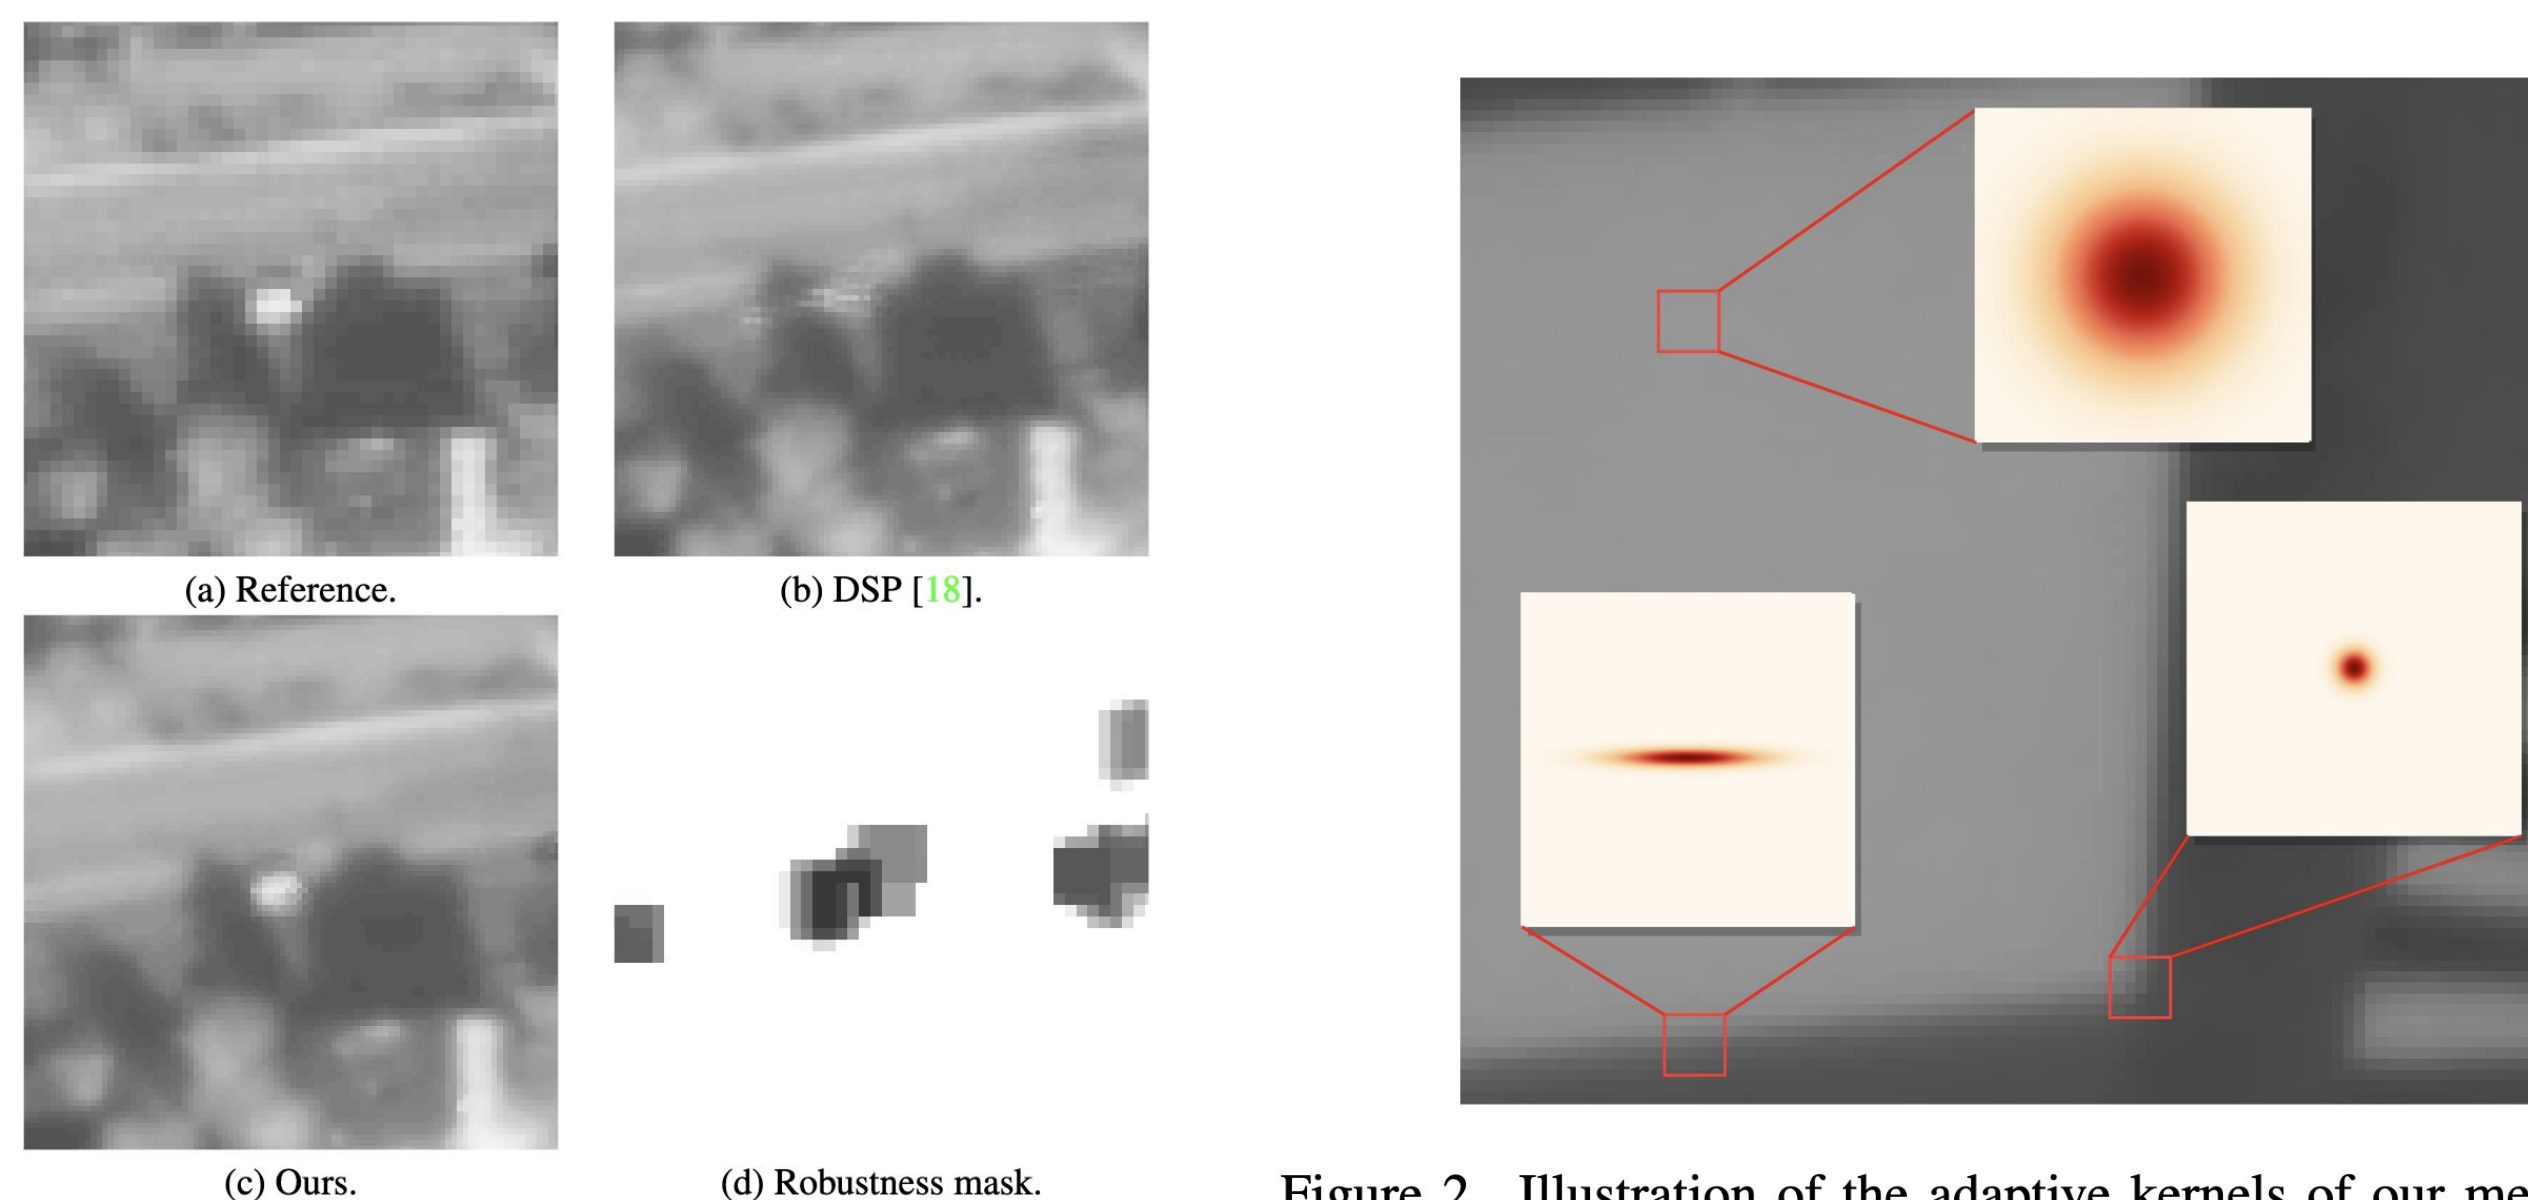 (a) Reference.
(b) DSP [18].
(c) Ours.
(d) Robustness mask.
Figure 2. Illustration of the adaptive kernels of our me